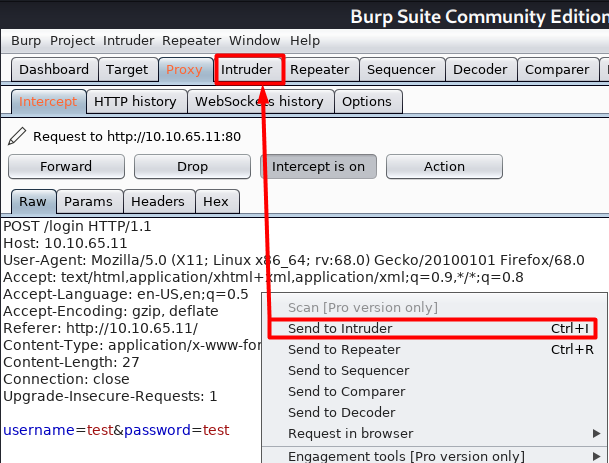 Burp Suite Community Edition
Burp Project Intruder Repeater Window Help
Dashboard Target Proxy Intruder Repeater Sequencer Decoder Comparer
Intercept HTTP history WebSockets history Options
Request to http://10.10.65.11:80
Forward Drop Intercept is on Action
Raw Params Headers Hex
POST /login HTTP/1.1
Host: 10.10.65.11
User-Agent: Mozilla/5.0 (X11; Linux x86_64; rv:68.0) Gecko/20100101 Firefox/68.0
Accept: text/html,application/xhtml+xml,application/xml;q=0.9,*/*;q=0.8
Accept-Language: en-US,en;q=0.5
Accept-Encoding: gzip, deflate
Referer: http://10.10.65.11/
Content-Type: application/x-www-for
Content-Length: 27
Connection: close
Upgrade-Insecure-Requests: 1
username=test&password=test
Scan [Pro version only]
Send to Intruder Ctrl+I
Send to Repeater Ctrl+R
Send to Sequencer
Send to Comparer
Send to Decoder
Request in browser
Engagement tools [Pro version only]